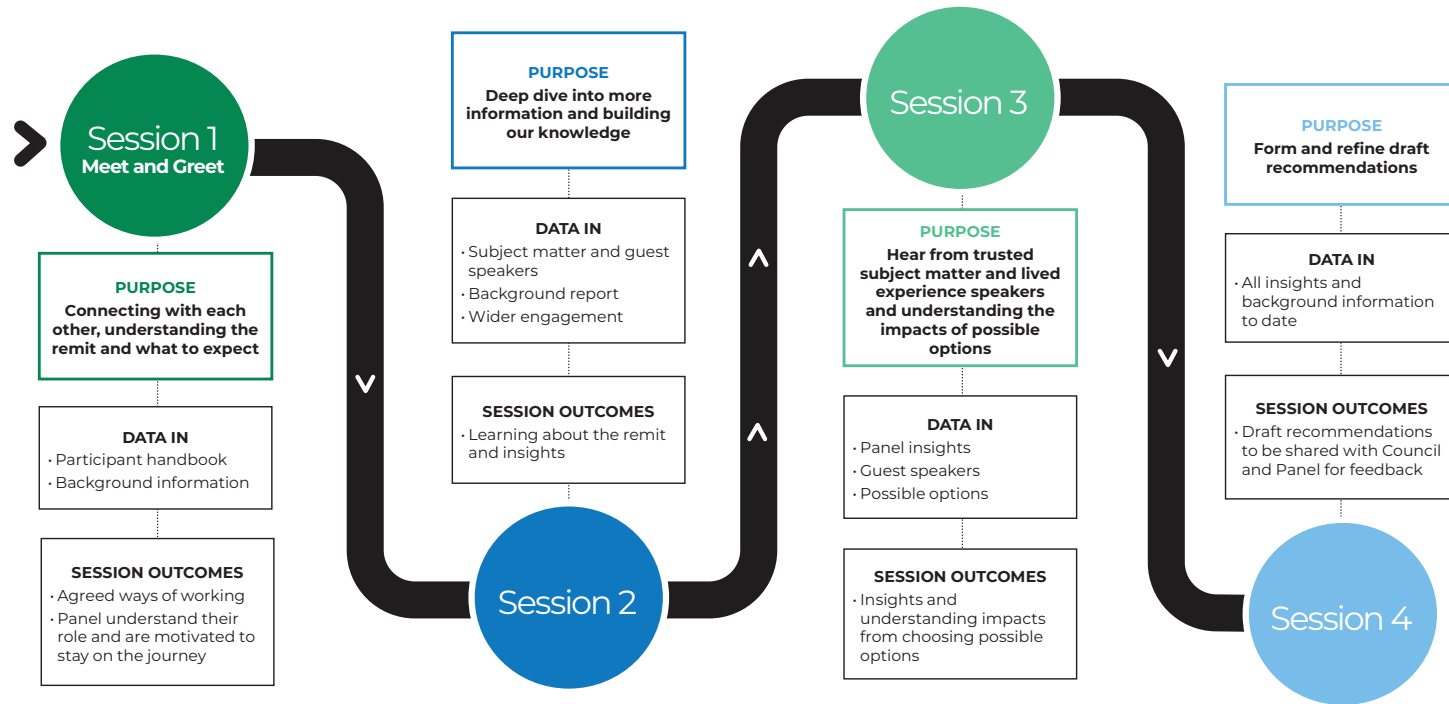 Session 1
Meet and Greet
PURPOSE
Connecting with each
other, understanding the
remit and what to expect
DATA IN
· Participant handbook
· Background information
SESSION OUTCOMES
· Agreed ways of working
· Panel understand their
role and are motivated to
stay on the journey
PURPOSE
Deep dive into more
information and building
our knowledge
DATA IN
· Subject matter and guest
speakers
· Background report
· Wider engagement
SESSION OUTCOMES
· Learning about the remit
and insights
Session 2
Session 3
PURPOSE
Hear from trusted
subject matter and lived
experience speakers
and understanding the
impacts of possible
options
DATA IN
· Panel insights
· Guest speakers
· Possible options
SESSION OUTCOMES
· Insights and
understanding impacts
from choosing possible
options
PURPOSE
Form and refine draft
recommendations
DATA IN
· All insights and
background information
to date
SESSION OUTCOMES
· Draft recommendations
to be shared with Council
and Panel for feedback
Session 4